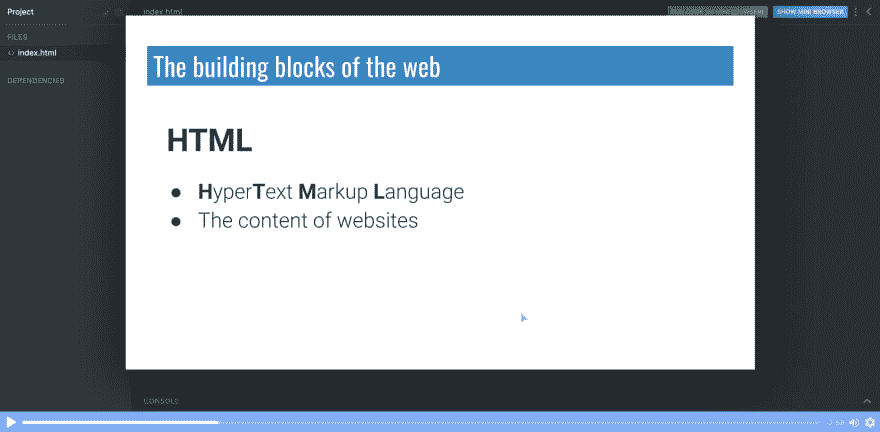 Project
index.html
SHOW MINI BROWSER
FILES
<> index.html
DEPENDENCIES
The building blocks of the web
HTML
● HyperText Markup Language
● The content of websites
CONSOLE